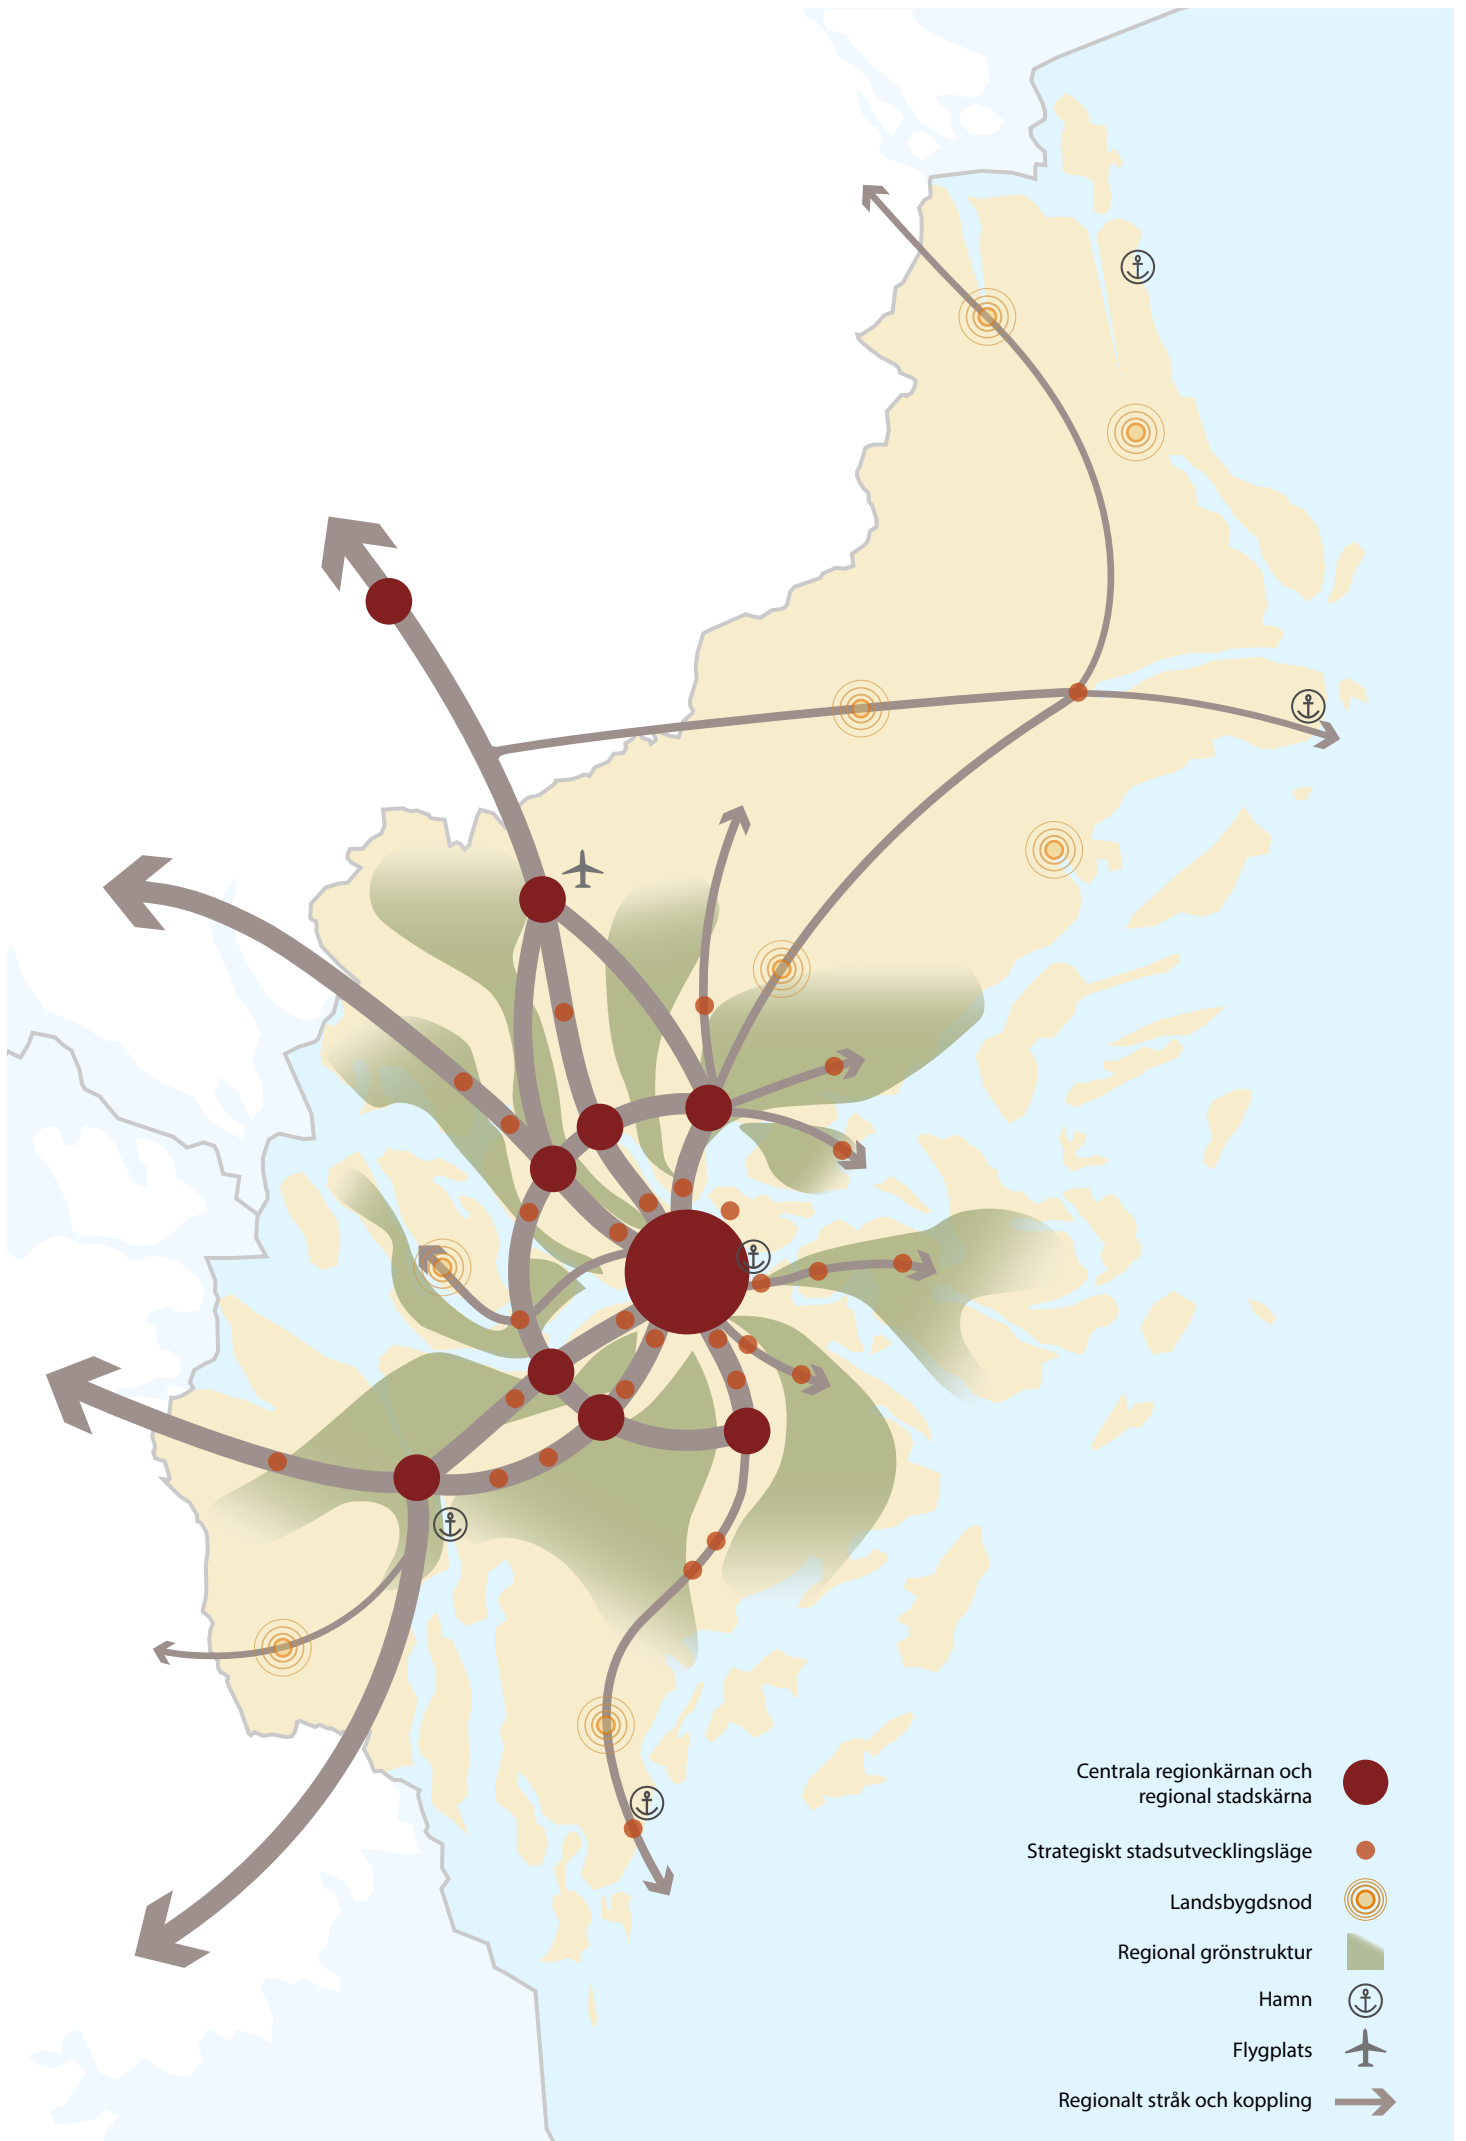 Centrala regionkärnan och
regional stadskärna
Strategiskt stadsutvecklingsläge
Landsbygdsnod
Regional grönstruktur
Hamn
Flygplats
Regionalt stråk och koppling